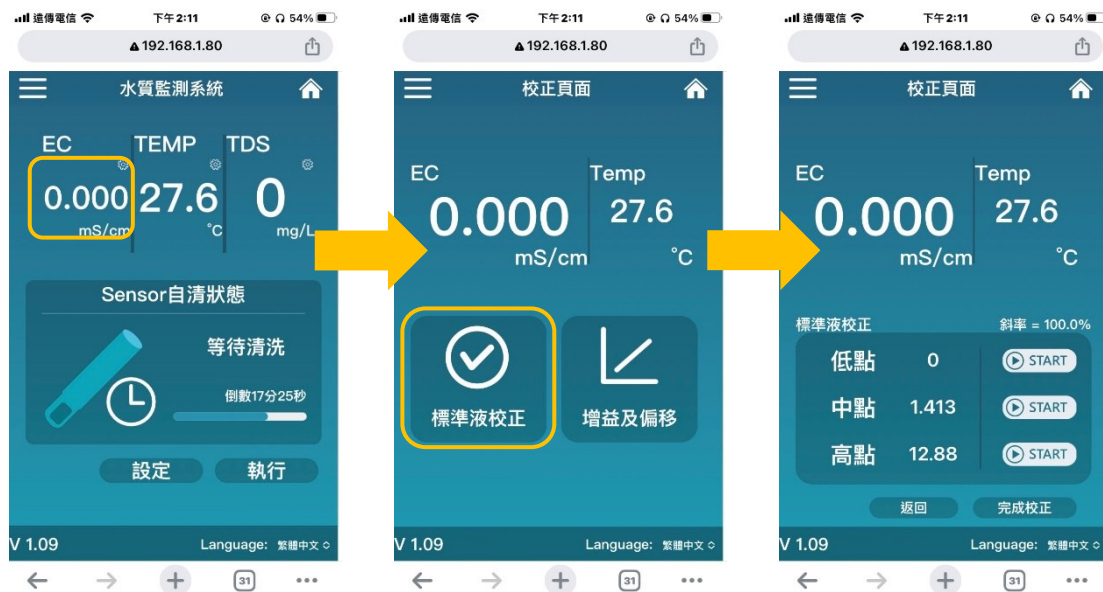 遠傳電信 下午2:11 54%
192.168.1.80
水質監測系統
EC TEMP TDS
0.000 27.6 0
mS/cm °C mg/L
Sensor自清狀態
等待清洗
倒數17分25秒
設定 執行
V 1.09 Language: 繁體中文
31
遠傳電信 下午2:11 54%
192.168.1.80
校正頁面
EC Temp
0.000 27.6
mS/cm °C
標準液校正 增益及偏移
V 1.09 Language: 繁體中文
31
遠傳電信 下午2:11 54%
192.168.1.80
校正頁面
EC Temp
0.000 27.6
mS/cm °C
標準液校正 斜率 = 100.0%
低點 0 START
中點 1.413 START
高點 12.88 START
返回 完成校正
V 1.09 Language: 繁體中文
31